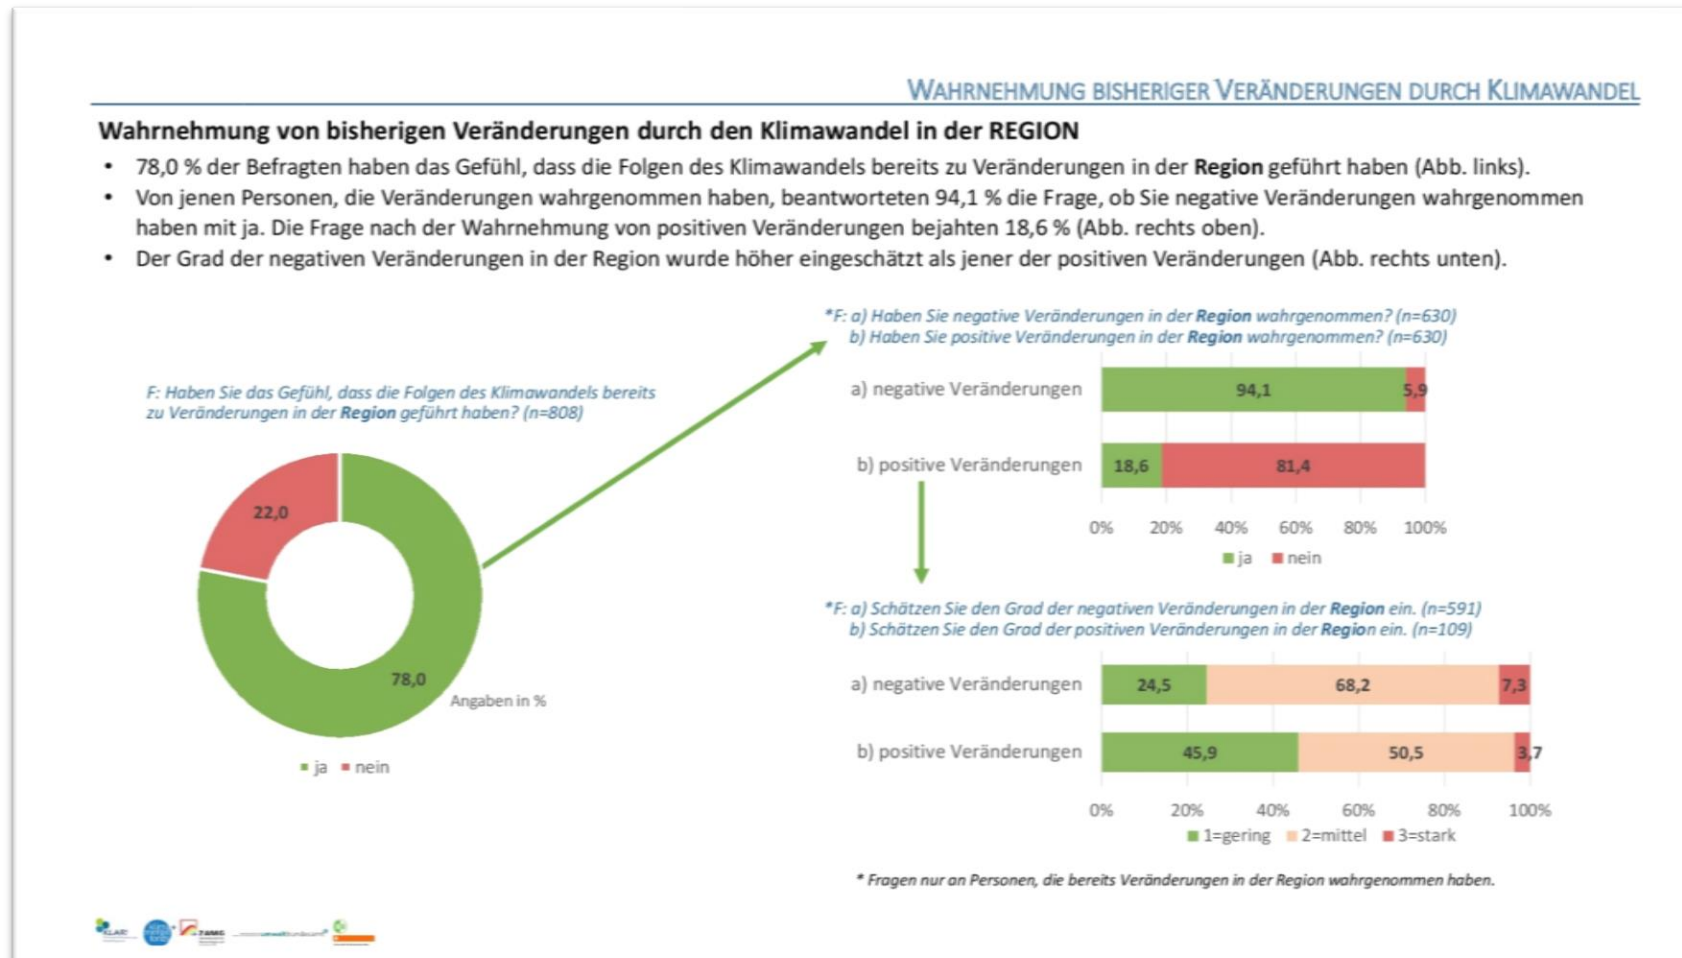 WAHRNEHMUNG BISHERIGER VERÄNDERUNGEN DURCH KLIMAWANDEL
Wahrnehmung von bisherigen Veränderungen durch den Klimawandel in der REGION
• 78,0 % der Befragten haben das Gefühl, dass die Folgen des Klimawandels bereits zu Veränderungen in der Region geführt haben (Abb. links).
• Von jenen Personen, die Veränderungen wahrgenommen haben, beantworteten 94,1 % die Frage, ob Sie negative Veränderungen wahrgenommen
haben mit ja. Die Frage nach der Wahrnehmung von positiven Veränderungen bejahten 18,6 % (Abb. rechts oben).
• Der Grad der negativen Veränderungen in der Region wurde höher eingeschätzt als jener der positiven Veränderungen (Abb. rechts unten).
F: Haben Sie das Gefühl, dass die Folgen des Klimawandels bereits
zu Veränderungen in der Region geführt haben? (n=808)
22,0
78,0
Angaben in %
ja nein
*F: a) Haben Sie negative Veränderungen in der Region wahrgenommen? (n=630)
b) Haben Sie positive Veränderungen in der Region wahrgenommen? (n=630)
a) negative Veränderungen 94,1 5,9
b) positive Veränderungen 18,6 81,4
0% 20% 40% 60% 80% 100%
ja nein
*F: a) Schätzen Sie den Grad der negativen Veränderungen in der Region ein. (n=591)
b) Schätzen Sie den Grad der positiven Veränderungen in der Region ein. (n=109)
a) negative Veränderungen 24,5 68,2 7,3
b) positive Veränderungen 45,9 50,5 3,7
0% 20% 40% 60% 80% 100%
1=gering 2=mittel 3=stark
* Fragen nur an Personen, die bereits Veränderungen in der Region wahrgenommen haben.
KLAR!
ZAMG